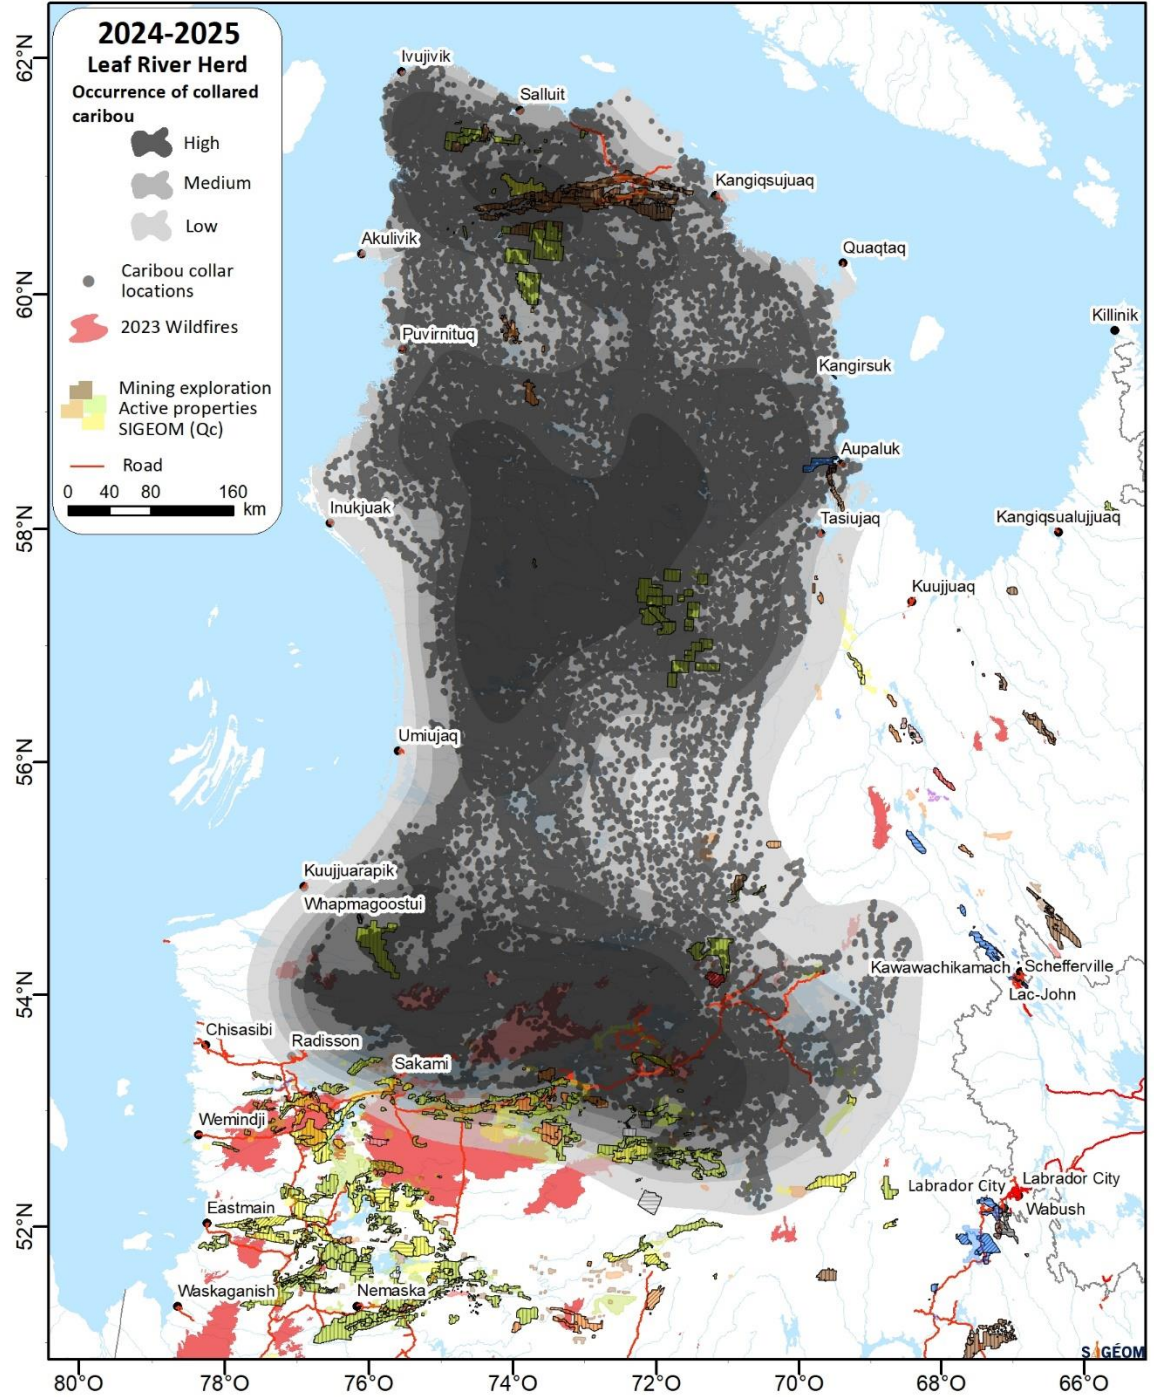 2024-2025
Leaf River Herd
Occurrence of collared
caribou
High
Medium
Low
Caribou collar
locations
2023 Wildfires
Mining exploration
Active properties
SIGEOM (Qc)
Road
0 40 80 160
km
62°N
60°N
58°N
56°N
54°N
52°N
Ivujivik
Salluit
Kangiqsujuaq
Akulivik
Quaqtaq
Killinik
Puvirnituq
Kangirsuk
Aupaluk
Inukjuak
Tasiujaq
Kangiqsualujjuaq
Kuujjuaq
Umiujaq
Kuujjuarapik
Whapmagoostui
Kawawachikamach
Schefferville
Lac-John
Chisasibi
Radisson
Sakami
Wemindji
Labrador City
Labrador City
Wabush
Eastmain
Waskaganish
Nemaska
SIGÉOM
80°O 78°O 76°O 74°O 72°O 70°O 68°O 66°O